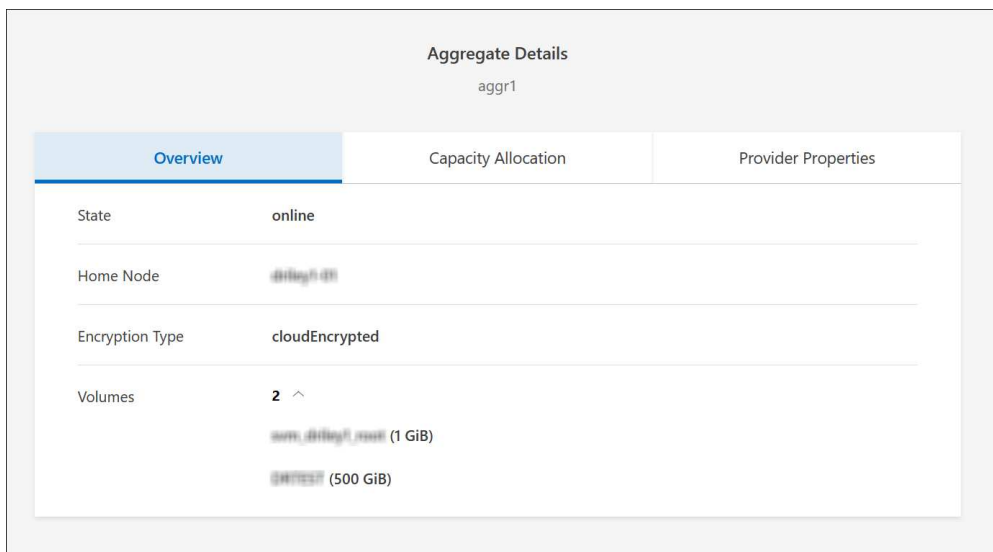 Aggregate Details
aggr1
Overview Capacity Allocation Provider Properties
State online
Home Node
Encryption Type cloudEncrypted
Volumes 2
(1 GiB)
(500 GiB)